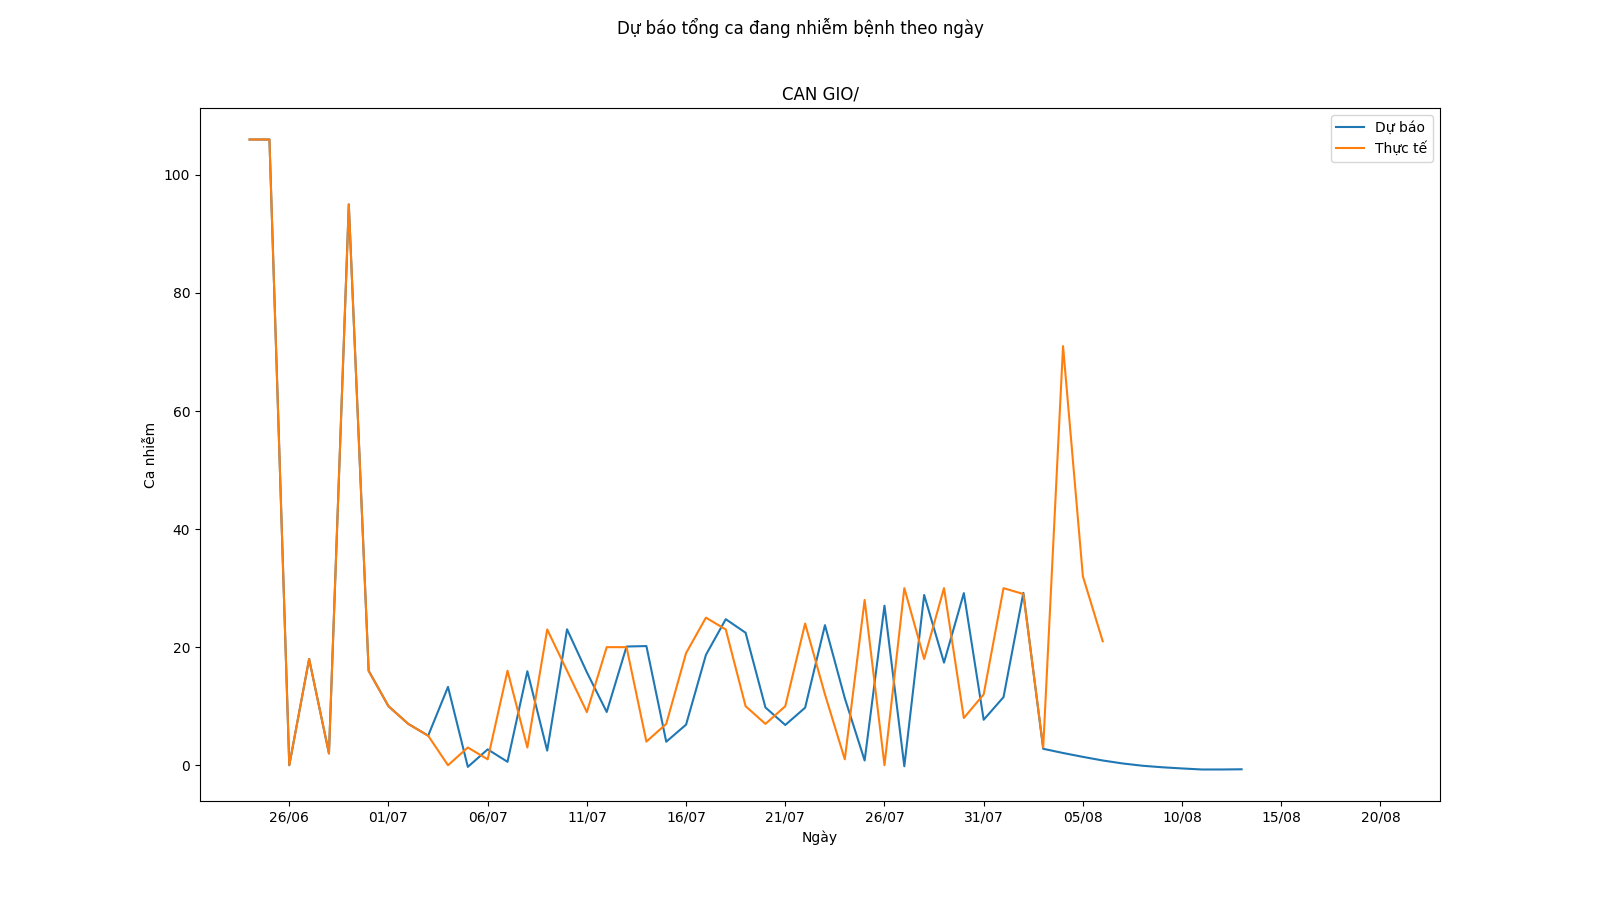 Dự báo tổng ca đang nhiễm bệnh theo ngày
CAN GIO/
Dự báo
Thực tế
100
80
60
40
20
0
Ca nhiễm
26/06 01/07 06/07 11/07 16/07 21/07 26/07 31/07 05/08 10/08 15/08 20/08
Ngày